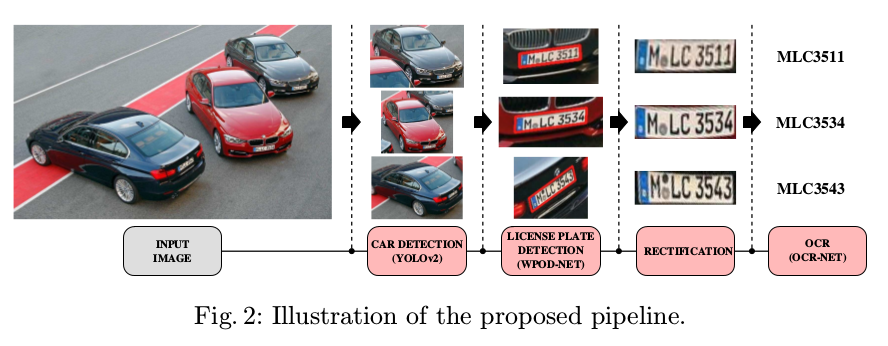 M LC 3511
M LC 3511
MLC3511
M LC 3534
M LC 3534
MLC3534
M LC 3543
M LC 3543
MLC3543
INPUT
IMAGE
CAR DETECTION
(YOLOv2)
LICENSE PLATE
DETECTION
(WPOD-NET)
RECTIFICATION
OCR
(OCR-NET)
Fig. 2: Illustration of the proposed pipeline.